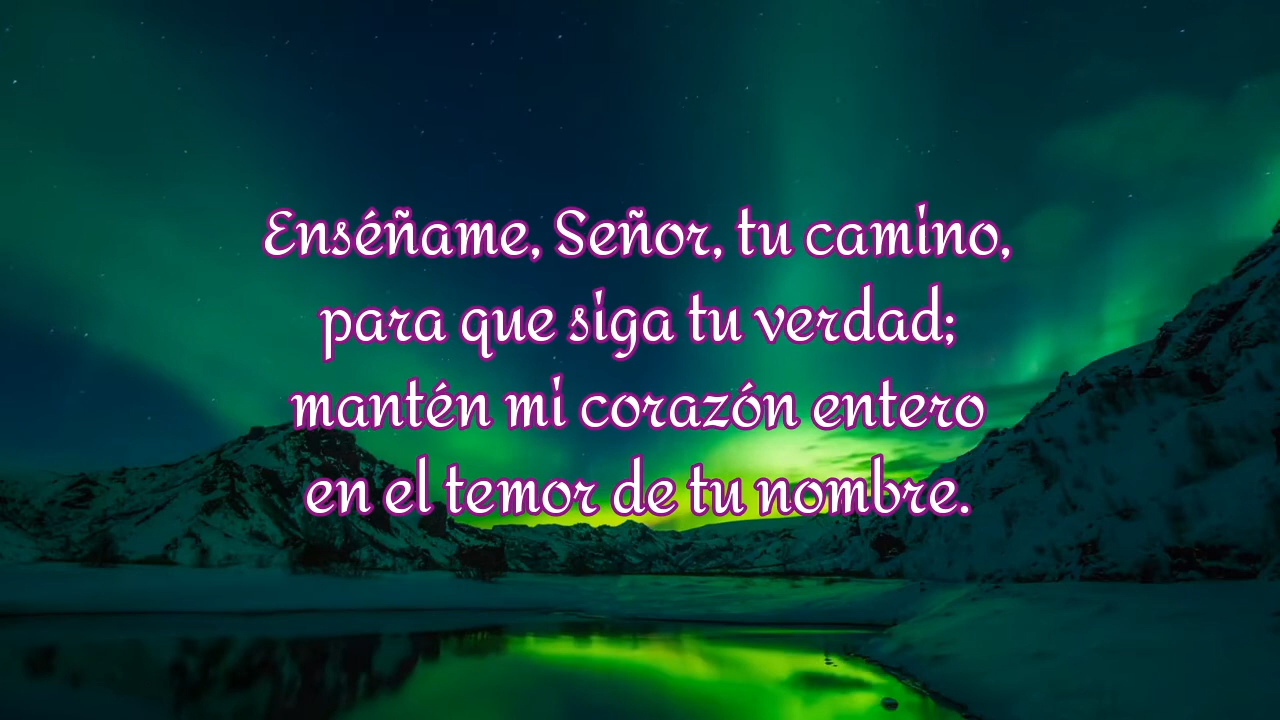 Enséñame, Señor, tu camino,
para que siga tu verdad;
mantén mi corazón entero
en el temor de tu nombre.